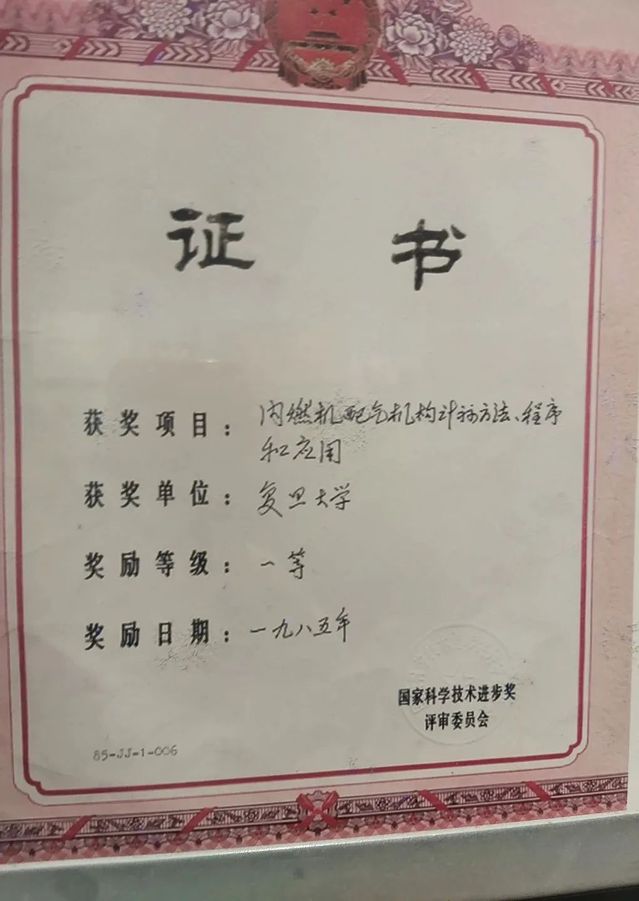 证 书
获奖项目：内燃机配气机构计算方法、程序
和应用
获奖单位：复旦大学
奖励等级：一等
奖励日期：一九八五年
国家科学技术进步奖
评审委员会
85-JJ-1-006